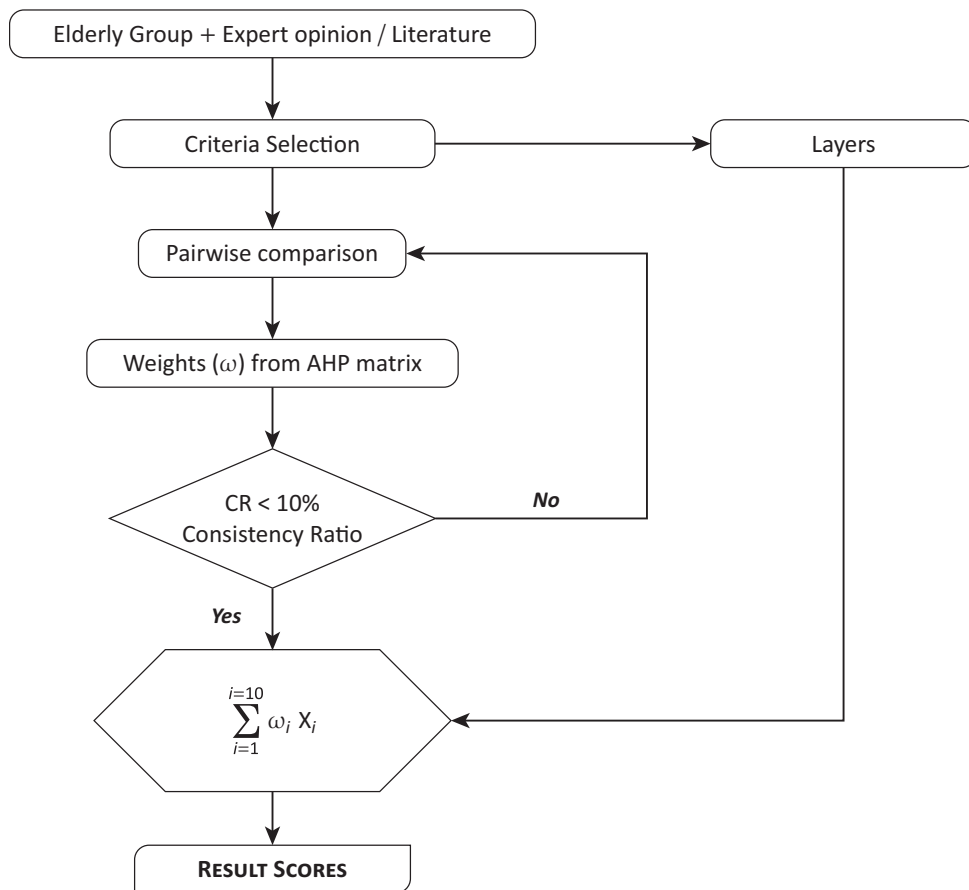 Elderly Group + Expert opinion / Literature
Criteria Selection
Layers
Pairwise comparison
Weights (ω) from AHP matrix
CR < 10%
Consistency Ratio
No
Yes
i=10
∑ ωᵢ Xᵢ
i=1
RESULT SCORES